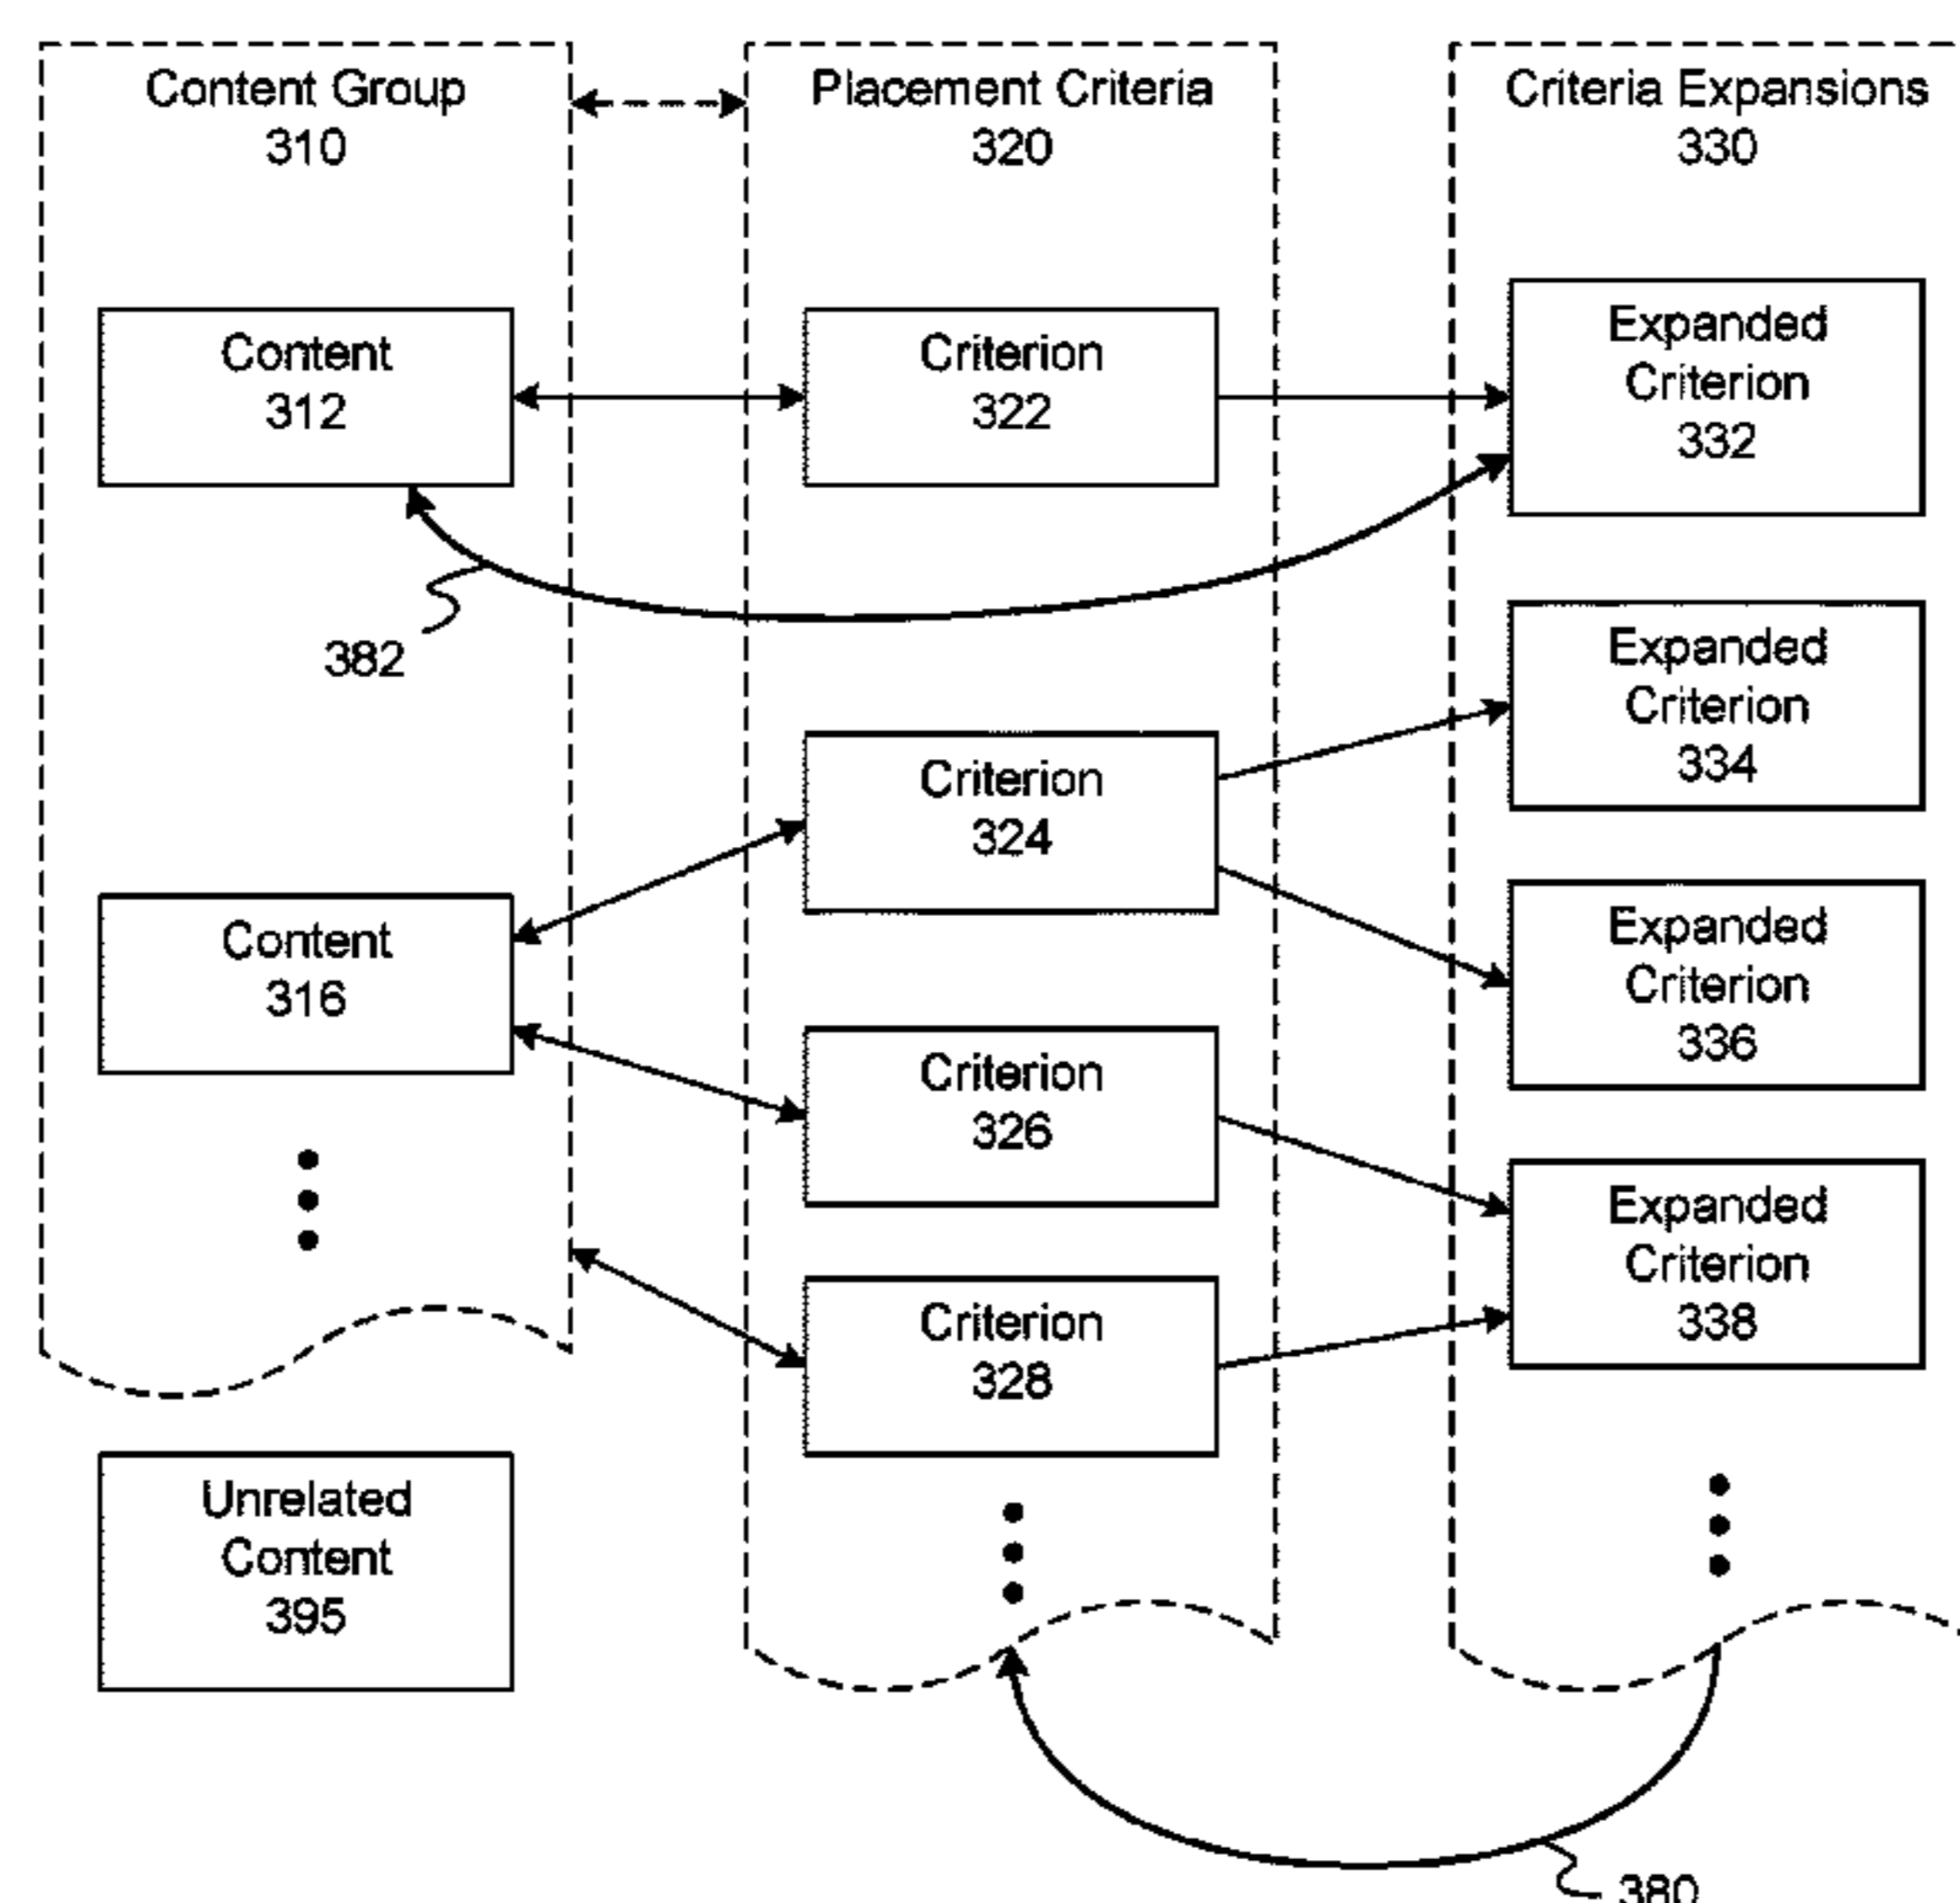 Content Group
310
Placement Criteria
320
Criteria Expansions
330
Content
312
Criterion
322
Expanded
Criterion
332
382
Expanded
Criterion
334
Criterion
324
Content
316
Expanded
Criterion
336
Criterion
326
Expanded
Criterion
338
Criterion
328
Unrelated
Content
395
380